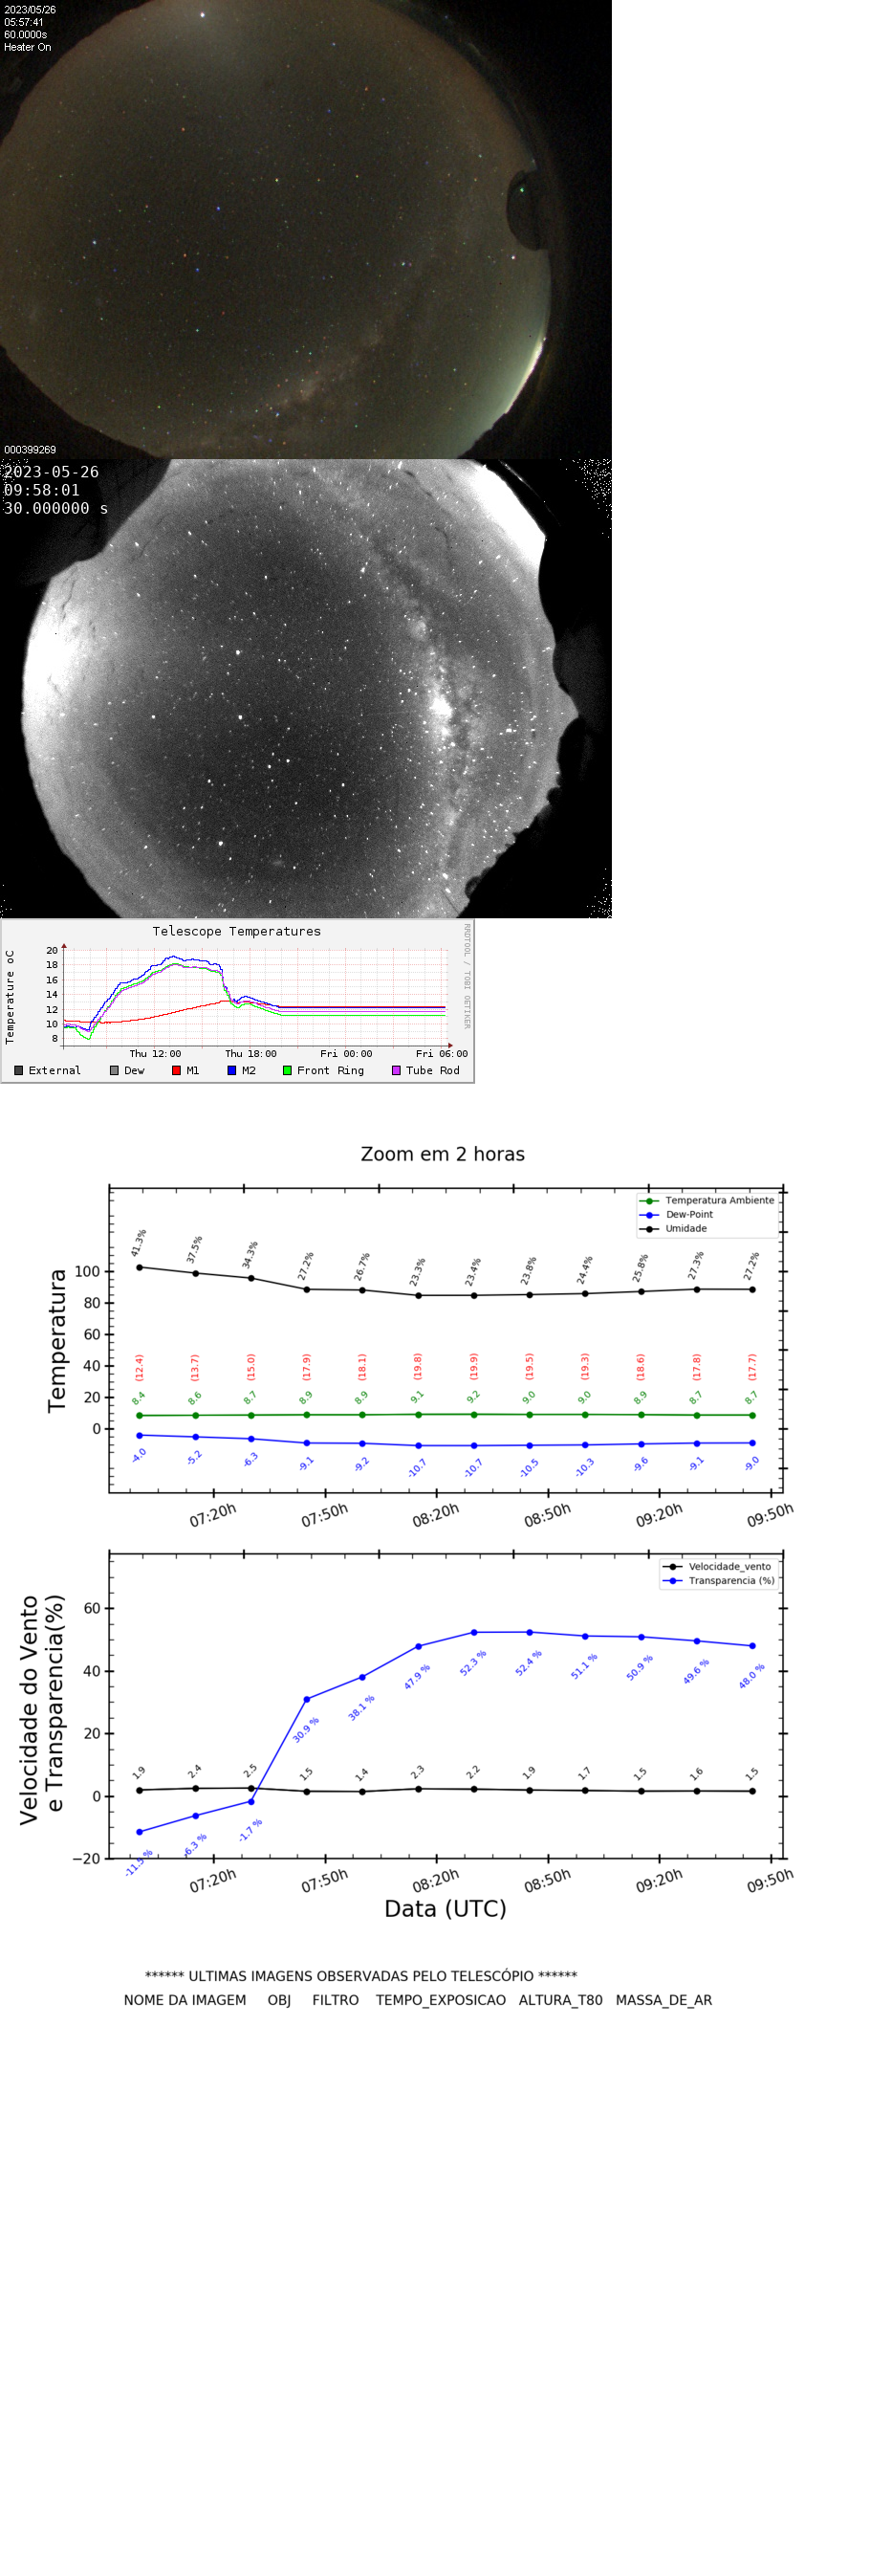 2023/05/26
05:57:41
60.0000s
Heater On
000399269
2023-05-26
09:58:01
30.000000 s
Telescope Temperatures
RRDTOOL / TOBI OETIKER
Temperature oC
20
18
16
14
12
10
8
Thu 12:00 Thu 18:00 Fri 00:00 Fri 06:00
External Dew M1 M2 Front Ring Tube Rod
Zoom em 2 horas
Temperatura Ambiente
Dew-Point
Umidade
Temperatura
100
80
60
40
20
0
41.3% 37.5% 34.3% 27.2% 26.7% 23.3% 23.4% 23.8% 24.4% 25.8% 27.3% 27.2%
(12.4) (13.7) (15.0) (17.9) (18.1) (19.8) (19.9) (19.5) (19.3) (18.6) (17.8) (17.7)
8.4 8.6 8.7 8.9 8.9 9.1 9.2 9.0 9.0 8.9 8.7 8.7
-4.0 -5.2 -6.3 -9.1 -9.2 -10.7 -10.7 -10.5 -10.3 -9.6 -9.1 -9.0
07:20h 07:50h 08:20h 08:50h 09:20h 09:50h
Velocidade_vento
Transparencia (%)
Velocidade do Vento
e Transparencia(%)
60
40
20
0
−20
1.9 2.4 2.5 1.5 1.4 2.3 2.2 1.9 1.7 1.5 1.6 1.5
-11.5 % -6.3 % -1.7 % 30.9 % 38.1 % 47.9 % 52.3 % 52.4 % 51.1 % 50.9 % 49.6 % 48.0 %
07:20h 07:50h 08:20h 08:50h 09:20h 09:50h
Data (UTC)
****** ULTIMAS IMAGENS OBSERVADAS PELO TELESCÓPIO ******
NOME DA IMAGEM OBJ FILTRO TEMPO_EXPOSICAO ALTURA_T80 MASSA_DE_AR